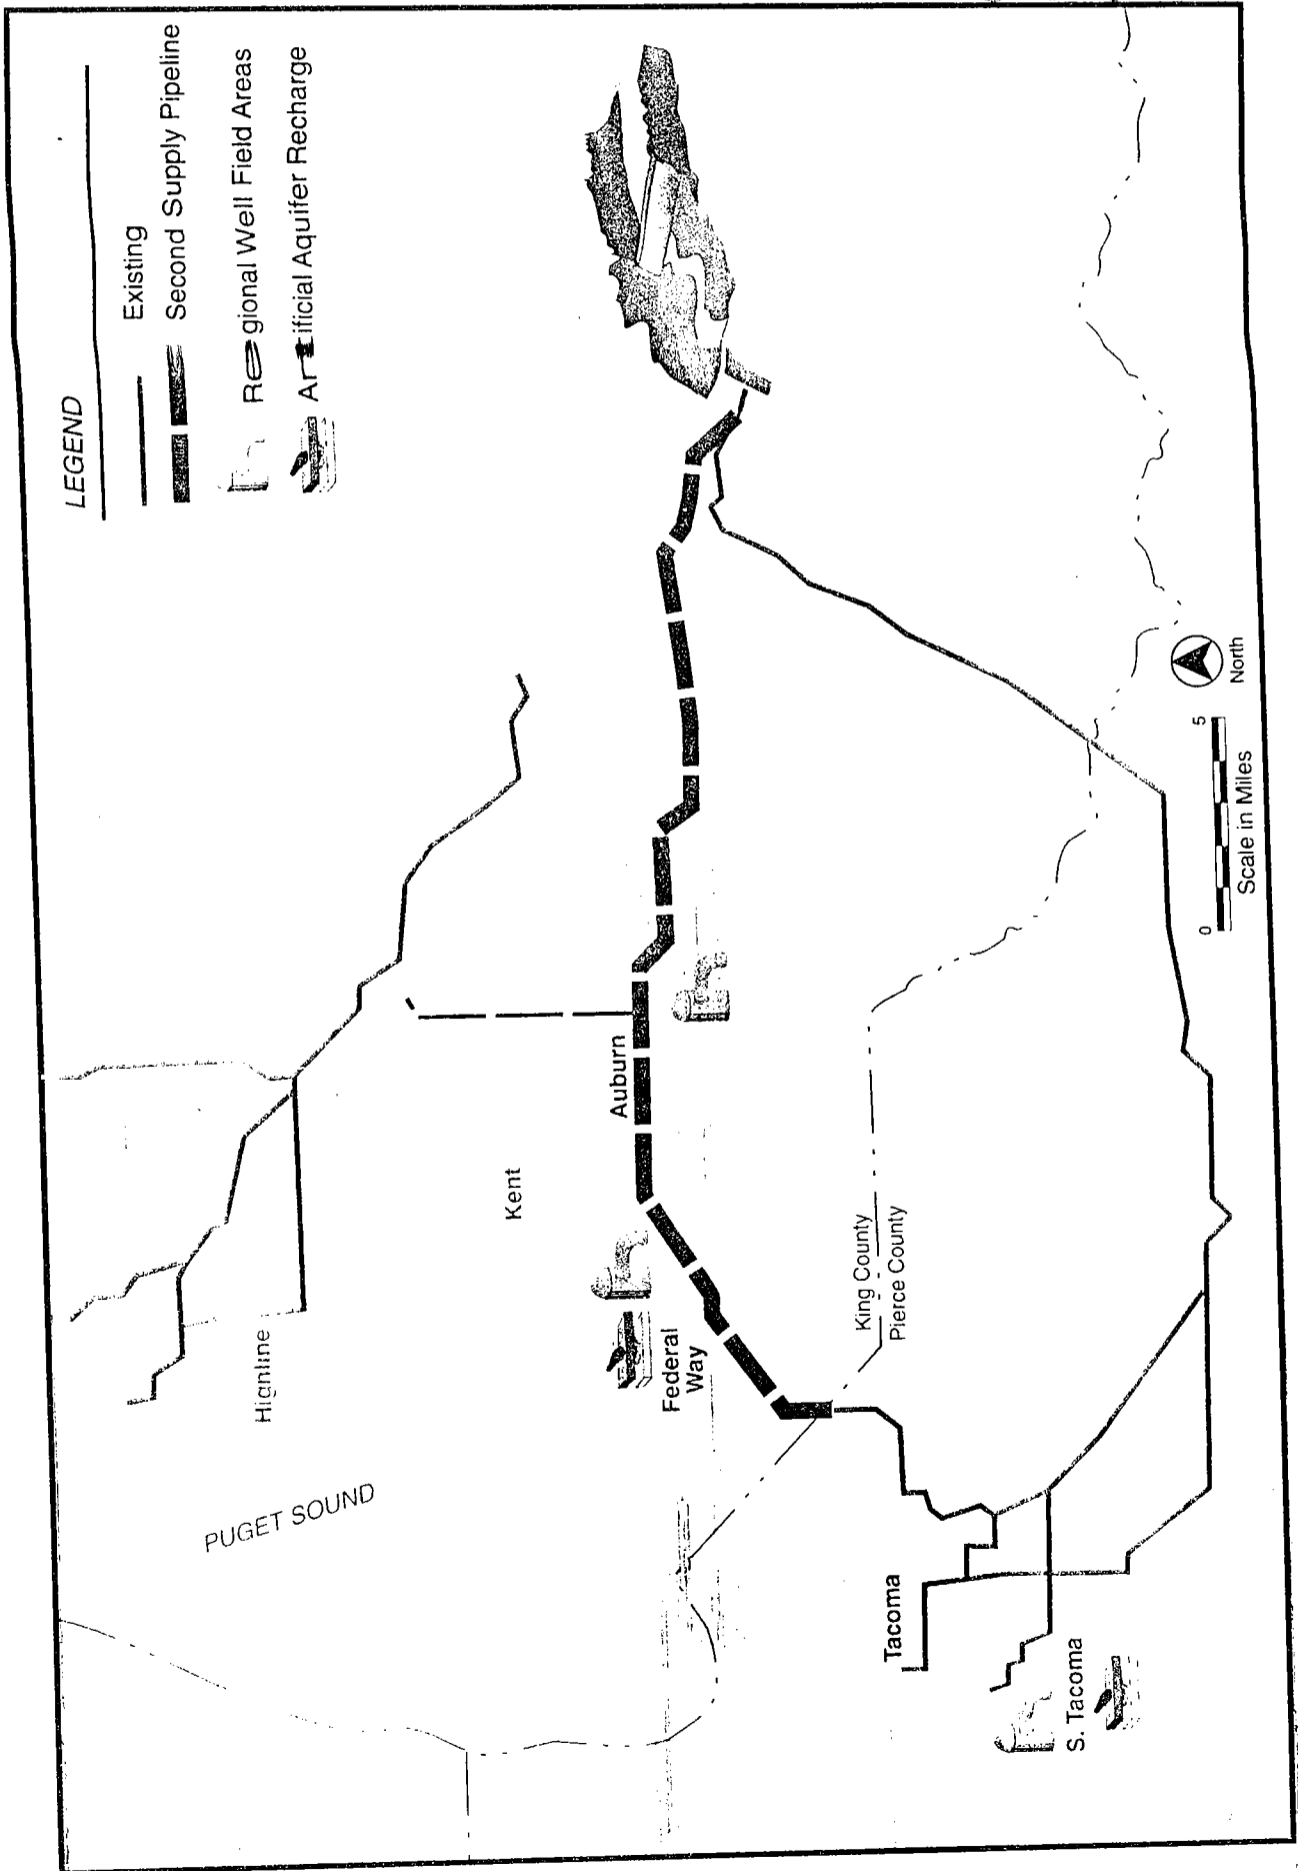 LEGEND
Existing
Second Supply Pipeline
Regional Well Field Areas
Artificial Aquifer Recharge
PUGET SOUND
Highline
Kent
Auburn
Federal
Way
King County
Pierce County
Tacoma
S. Tacoma
0 5
Scale in Miles
North